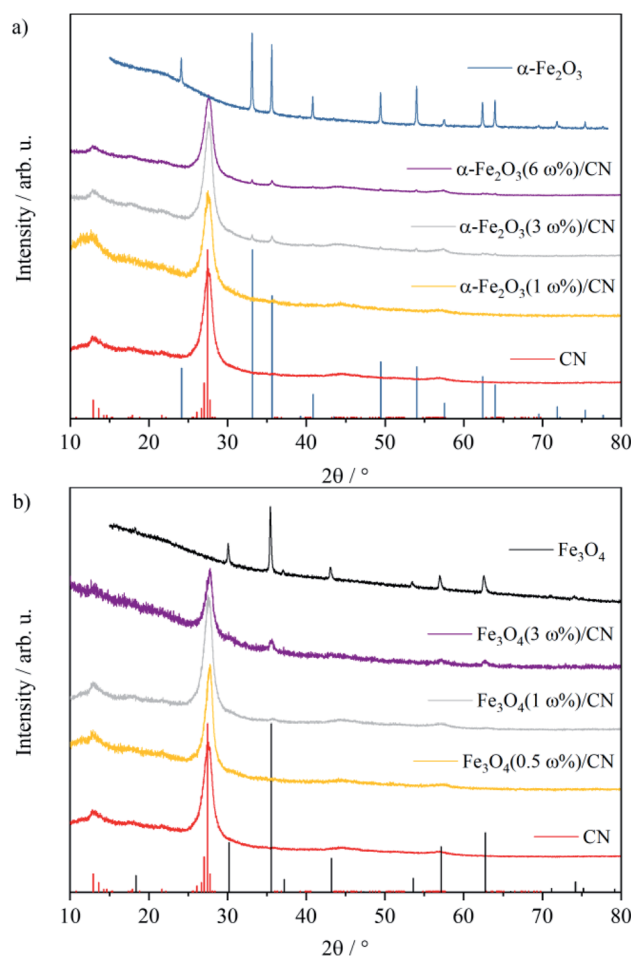 a)
Intensity / arb. u.
α-Fe₂O₃
α-Fe₂O₃(6 ω%)/CN
α-Fe₂O₃(3 ω%)/CN
α-Fe₂O₃(1 ω%)/CN
CN
10 20 30 40 50 60 70 80
2θ / °
b)
Intensity / arb. u.
Fe₃O₄
Fe₃O₄(3 ω%)/CN
Fe₃O₄(1 ω%)/CN
Fe₃O₄(0.5 ω%)/CN
CN
10 20 30 40 50 60 70 80
2θ / °